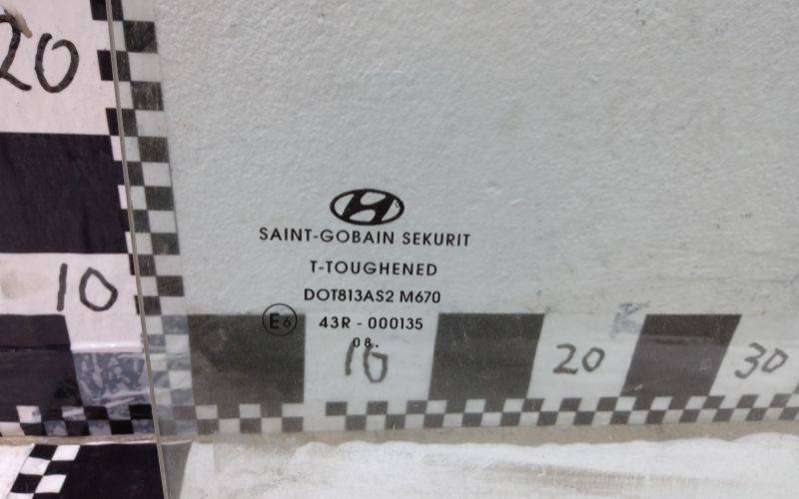 20
10
SAINT-GOBAIN SEKURIT
T-TOUGHENED
DOT813AS2 M670
E6 43R - 000135
08.
10 20 30